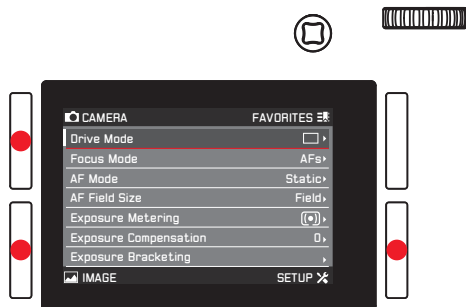 CAMERA FAVORITES
Drive Mode
Focus Mode AFs
AF Mode Static
AF Field Size Field
Exposure Metering
Exposure Compensation 0
Exposure Bracketing
IMAGE SETUP